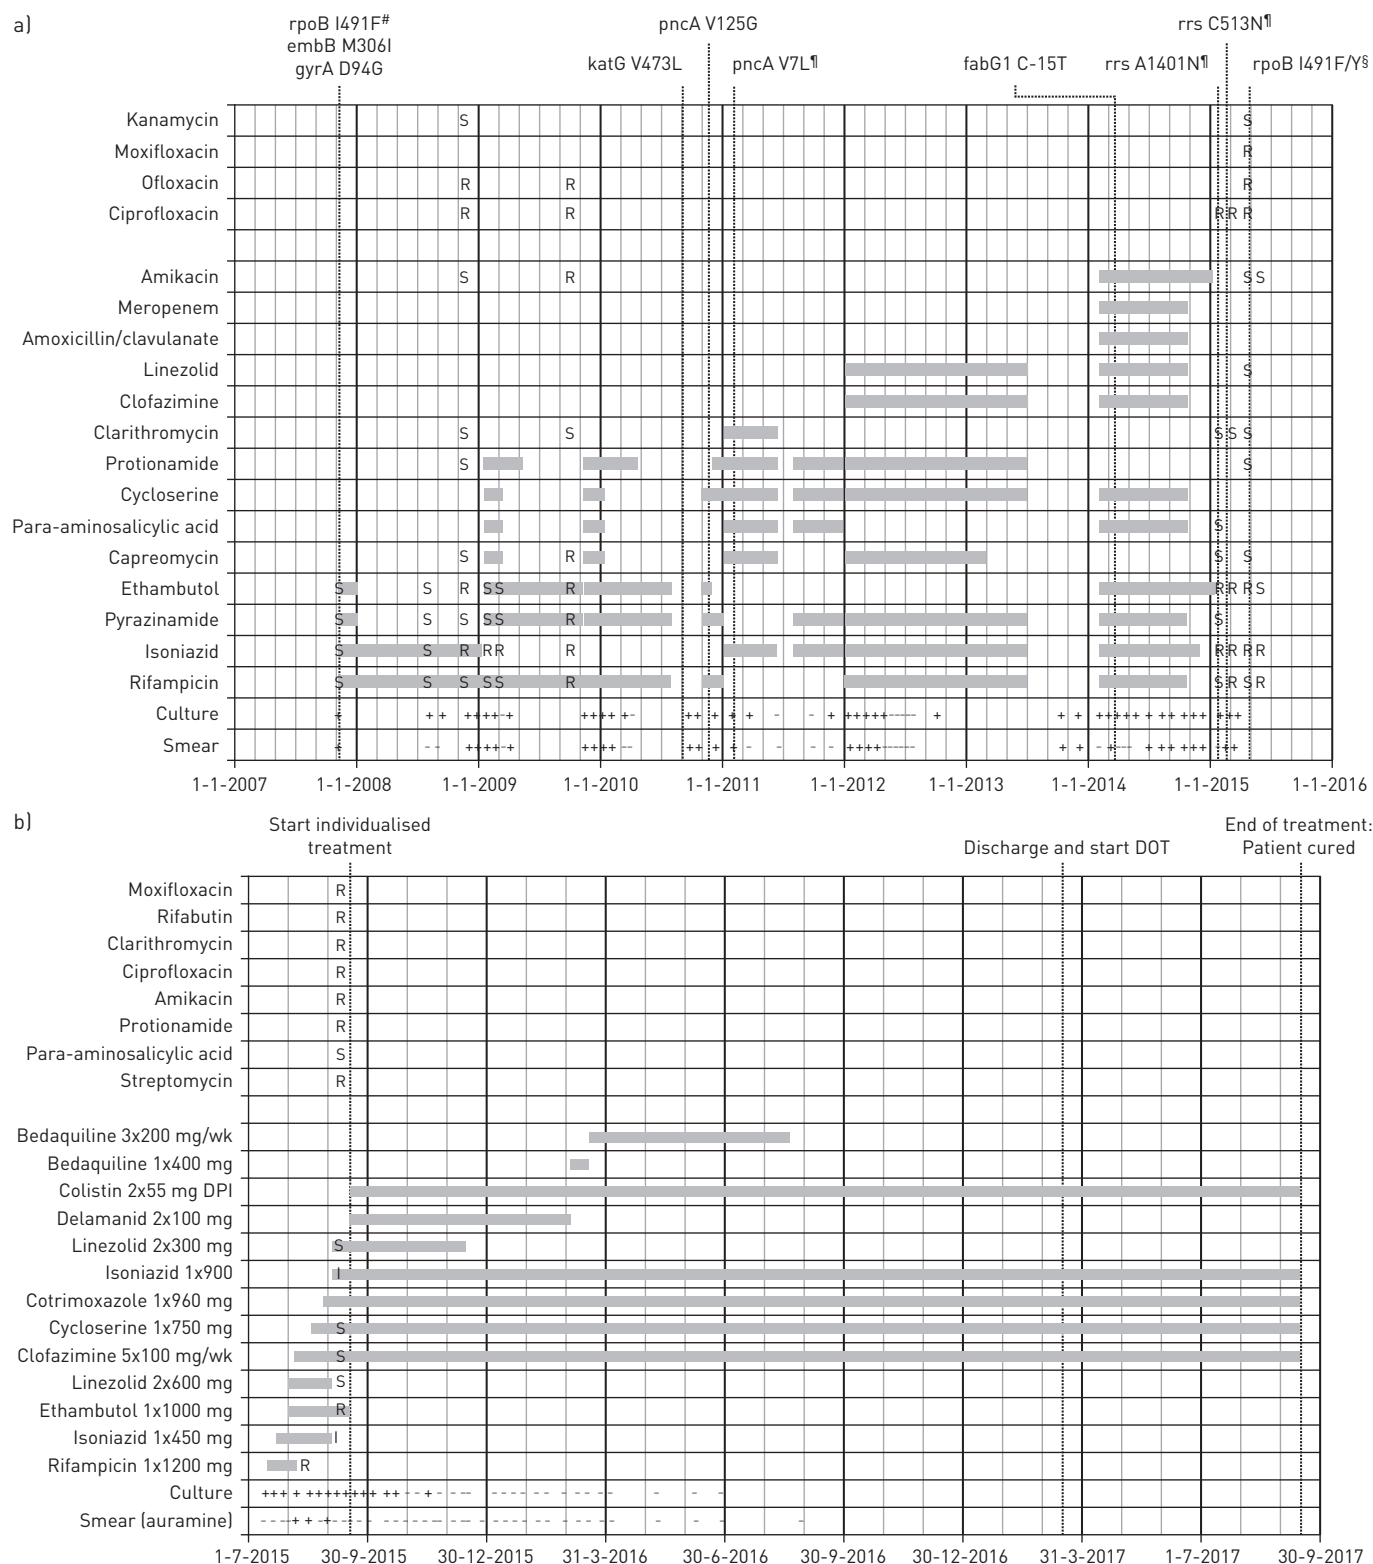 a)
rpoB I491F#
embB M306I
gyrA D94G
katG V473L
pncA V125G
pncA V7L¶
fabG1 C-15T
rrs A1401N¶
rrs C513N¶
rpoB I491F/Y§
Kanamycin S S
Moxifloxacin R
Ofloxacin R R R
Ciprofloxacin R R R R R
Amikacin S R S S
Meropenem
Amoxicillin/clavulanate
Linezolid S
Clofazimine
Clarithromycin S S S S S
Protionamide S S
Cycloserine
Para-aminosalicylic acid S
Capreomycin S R S S
Ethambutol S S R S S R R R R S
Pyrazinamide S S S S S R S
Isoniazid S S R R R R R R R R
Rifampicin S S S S S R S R S R
Culture
Smear
1-1-2007 1-1-2008 1-1-2009 1-1-2010 1-1-2011 1-1-2012 1-1-2013 1-1-2014 1-1-2015 1-1-2016
b)
Start individualised
treatment
Discharge and start DOT
End of treatment:
Patient cured
Moxifloxacin R
Rifabutin R
Clarithromycin R
Ciprofloxacin R
Amikacin R
Protionamide R
Para-aminosalicylic acid S
Streptomycin R
Bedaquiline 3x200 mg/wk
Bedaquiline 1x400 mg
Colistin 2x55 mg DPI
Delamanid 2x100 mg
Linezolid 2x300 mg S
Isoniazid 1x900 I
Cotrimoxazole 1x960 mg
Cycloserine 1x750 mg S
Clofazimine 5x100 mg/wk S
Linezolid 2x600 mg S
Ethambutol 1x1000 mg R
Isoniazid 1x450 mg I
Rifampicin 1x1200 mg R
Culture
Smear (auramine)
1-7-2015 30-9-2015 30-12-2015 31-3-2016 30-6-2016 30-9-2016 30-12-2016 31-3-2017 1-7-2017 30-9-2017